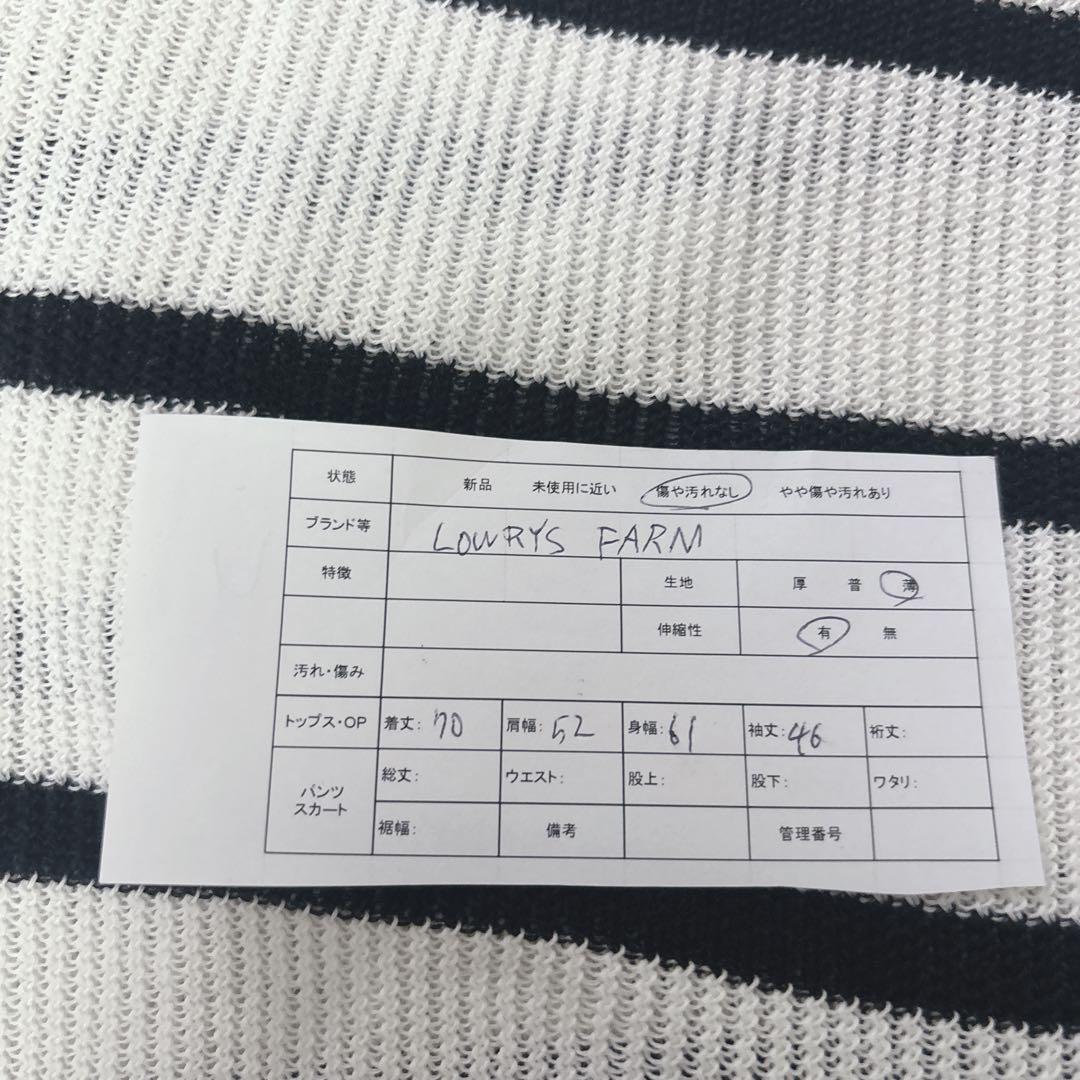 状態 新品 未使用に近い 傷や汚れなし やや傷や汚れあり
ブランド等 LOWRYS FARM
特徴 生地 厚 普 薄
伸縮性 有 無
汚れ・傷み
トップス・OP 着丈: 70 肩幅: 52 身幅: 61 袖丈: 46 裄丈:
パンツ スカート 総丈: ウエスト: 股上: 股下: ワタリ:
裾幅: 備考 管理番号